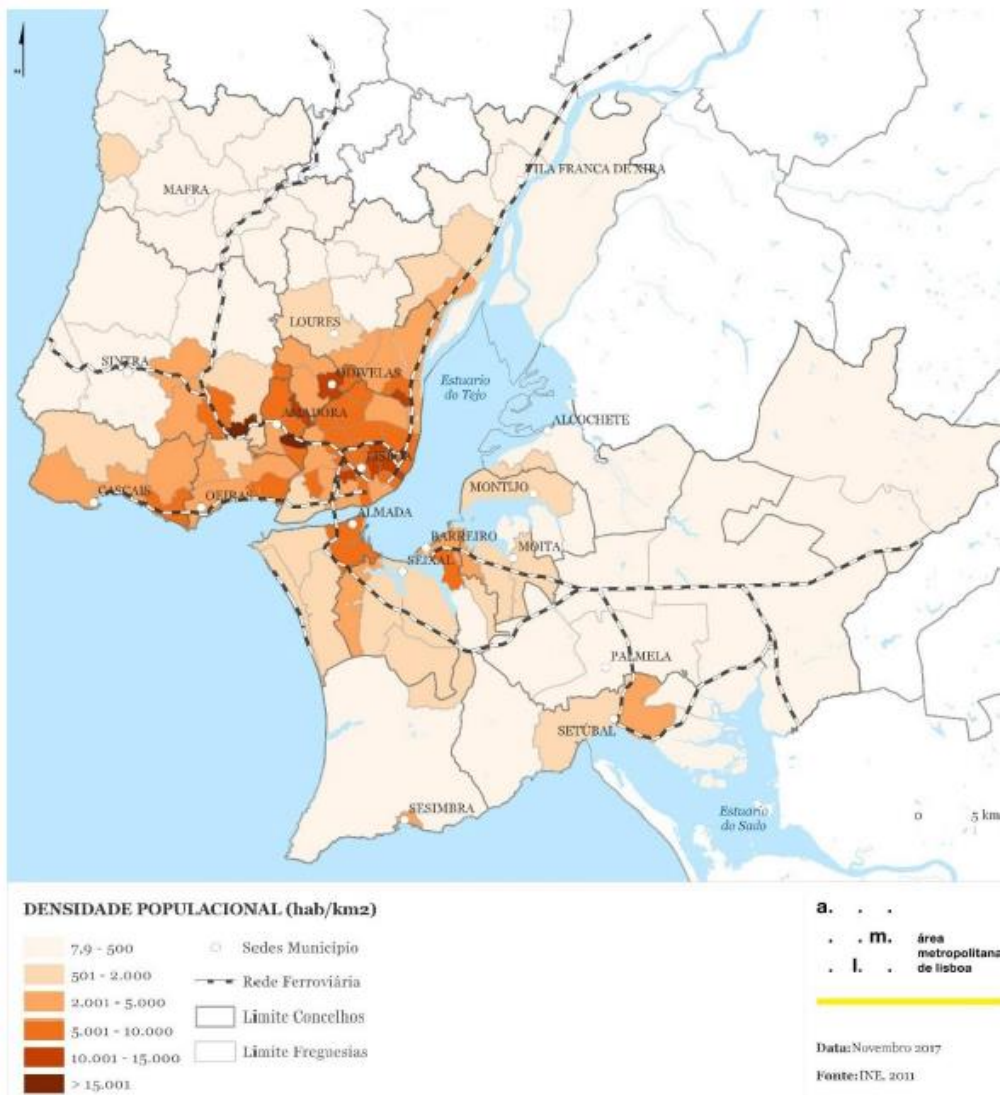 N
VILA FRANCA DE XIRA
MAFRA
LOURES
SINTRA
ODIVELAS
Estuario
do Tejo
AMADORA
ALCOCHETE
LISBOA
CASCAIS
OEIRAS
MONTIJO
ALMADA
BARREIRO
MOITA
SEIXAL
PALMELA
SETÚBAL
SESIMBRA
Estuario
do Sado
0 5 km
DENSIDADE POPULACIONAL (hab/km2)
7,9 - 500
501 - 2.000
2.001 - 5.000
5.001 - 10.000
10.001 - 15.000
> 15.001
Sedes Município
Rede Ferroviária
Limite Concelhos
Limite Freguesias
a. . .
. . m.
. l. .
área
metropolitana
de lisboa
Data:Novembro 2017
Fonte:INE, 2011